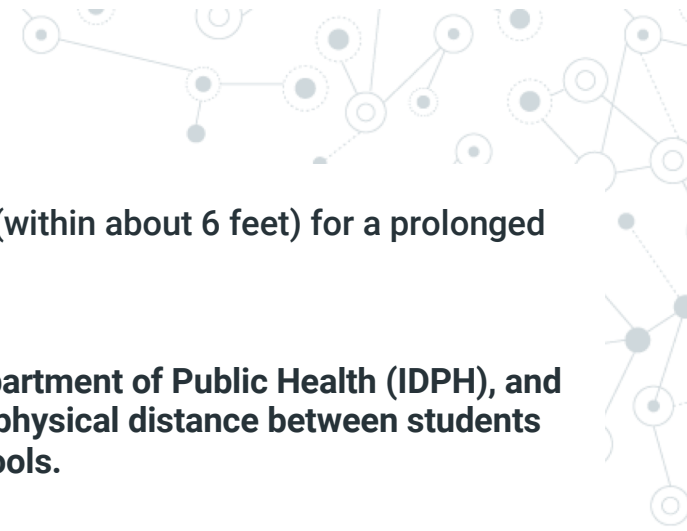 (within about 6 feet) for a prolonged
partment of Public Health (IDPH), and
physical distance between students
ools.